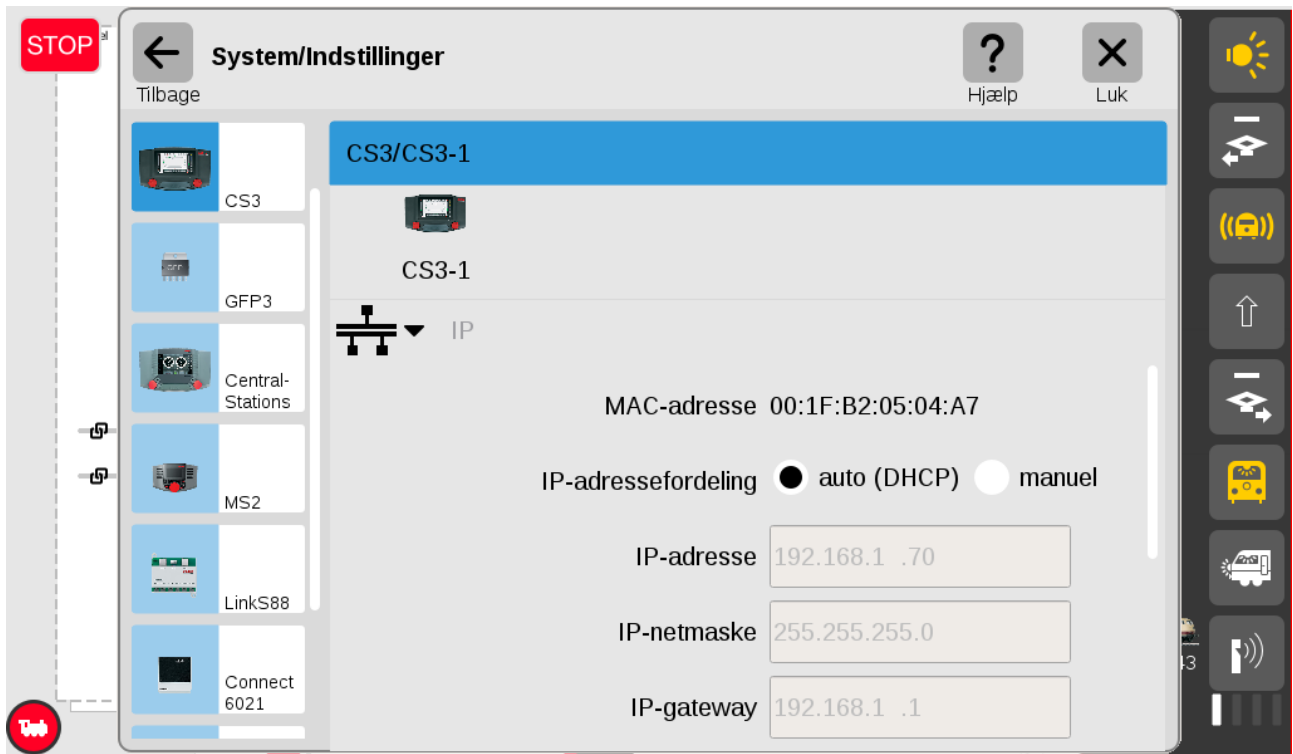 STOP
System/Indstillinger
Tilbage
Hjælp
Luk
CS3
GFP3
Central-
Stations
MS2
LinkS88
Connect
6021
CS3/CS3-1
CS3-1
IP
MAC-adresse 00:1F:B2:05:04:A7
IP-adressefordeling auto (DHCP) manuel
IP-adresse 192.168.1 .70
IP-netmaske 255.255.255.0
IP-gateway 192.168.1 .1